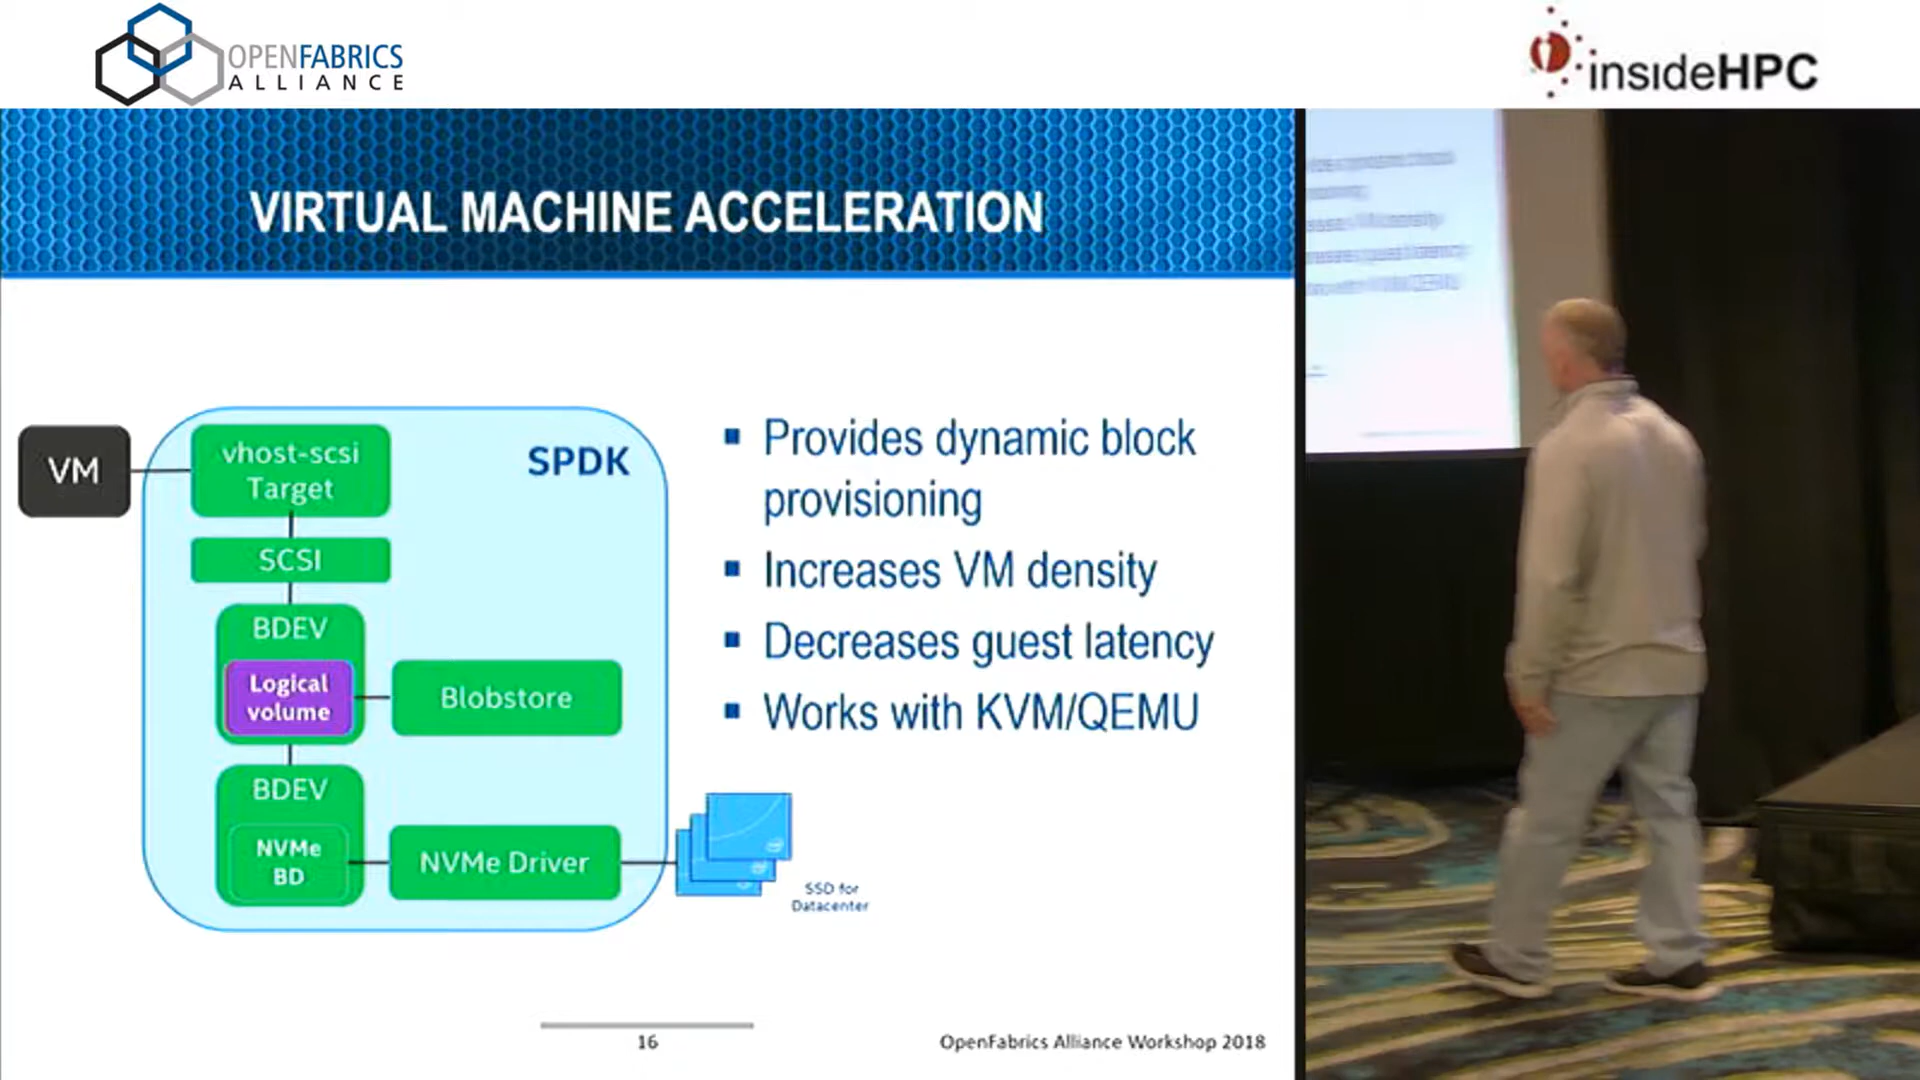 OPENFABRICS
ALLIANCE
insideHPC
VIRTUAL MACHINE ACCELERATION
VM
vhost-scsi
Target
SPDK
SCSI
BDEV
Logical
volume
Blobstore
BDEV
NVMe
BD
NVMe Driver
SSD for
Datacenter
▪ Provides dynamic block
provisioning
▪ Increases VM density
▪ Decreases guest latency
▪ Works with KVM/QEMU
16
OpenFabrics Alliance Workshop 2018